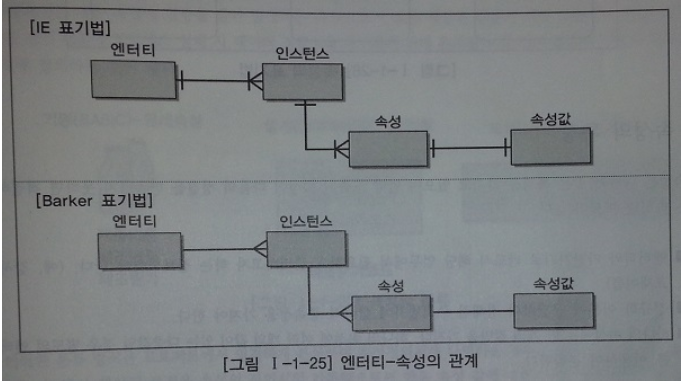 [IE 표기법]
엔터티
인스턴스
속성
속성값
[Barker 표기법]
엔터티
인스턴스
속성
속성값
[그림 Ⅰ-1-25] 엔터티-속성의 관계